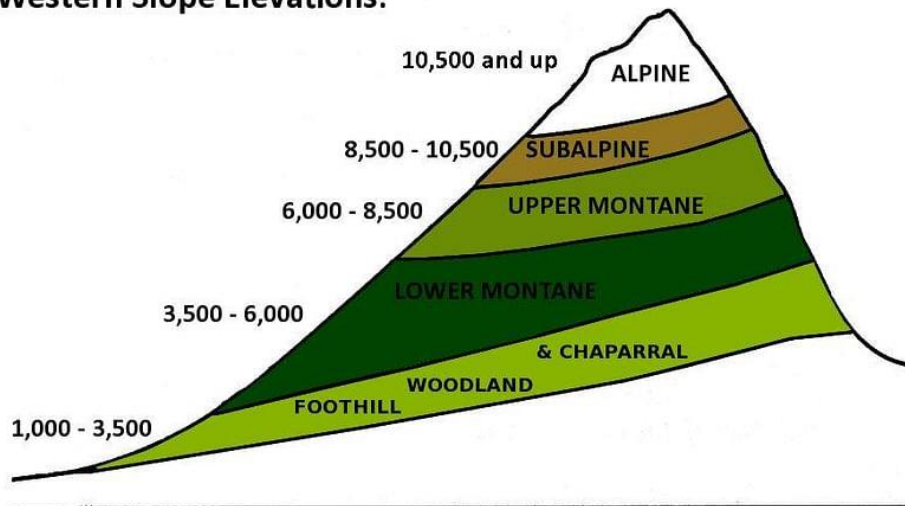 Western Slope Elevations:
10,500 and up
ALPINE
8,500 - 10,500
SUBALPINE
6,000 - 8,500
UPPER MONTANE
LOWER MONTANE
3,500 - 6,000
& CHAPARRAL
WOODLAND
FOOTHILL
1,000 - 3,500